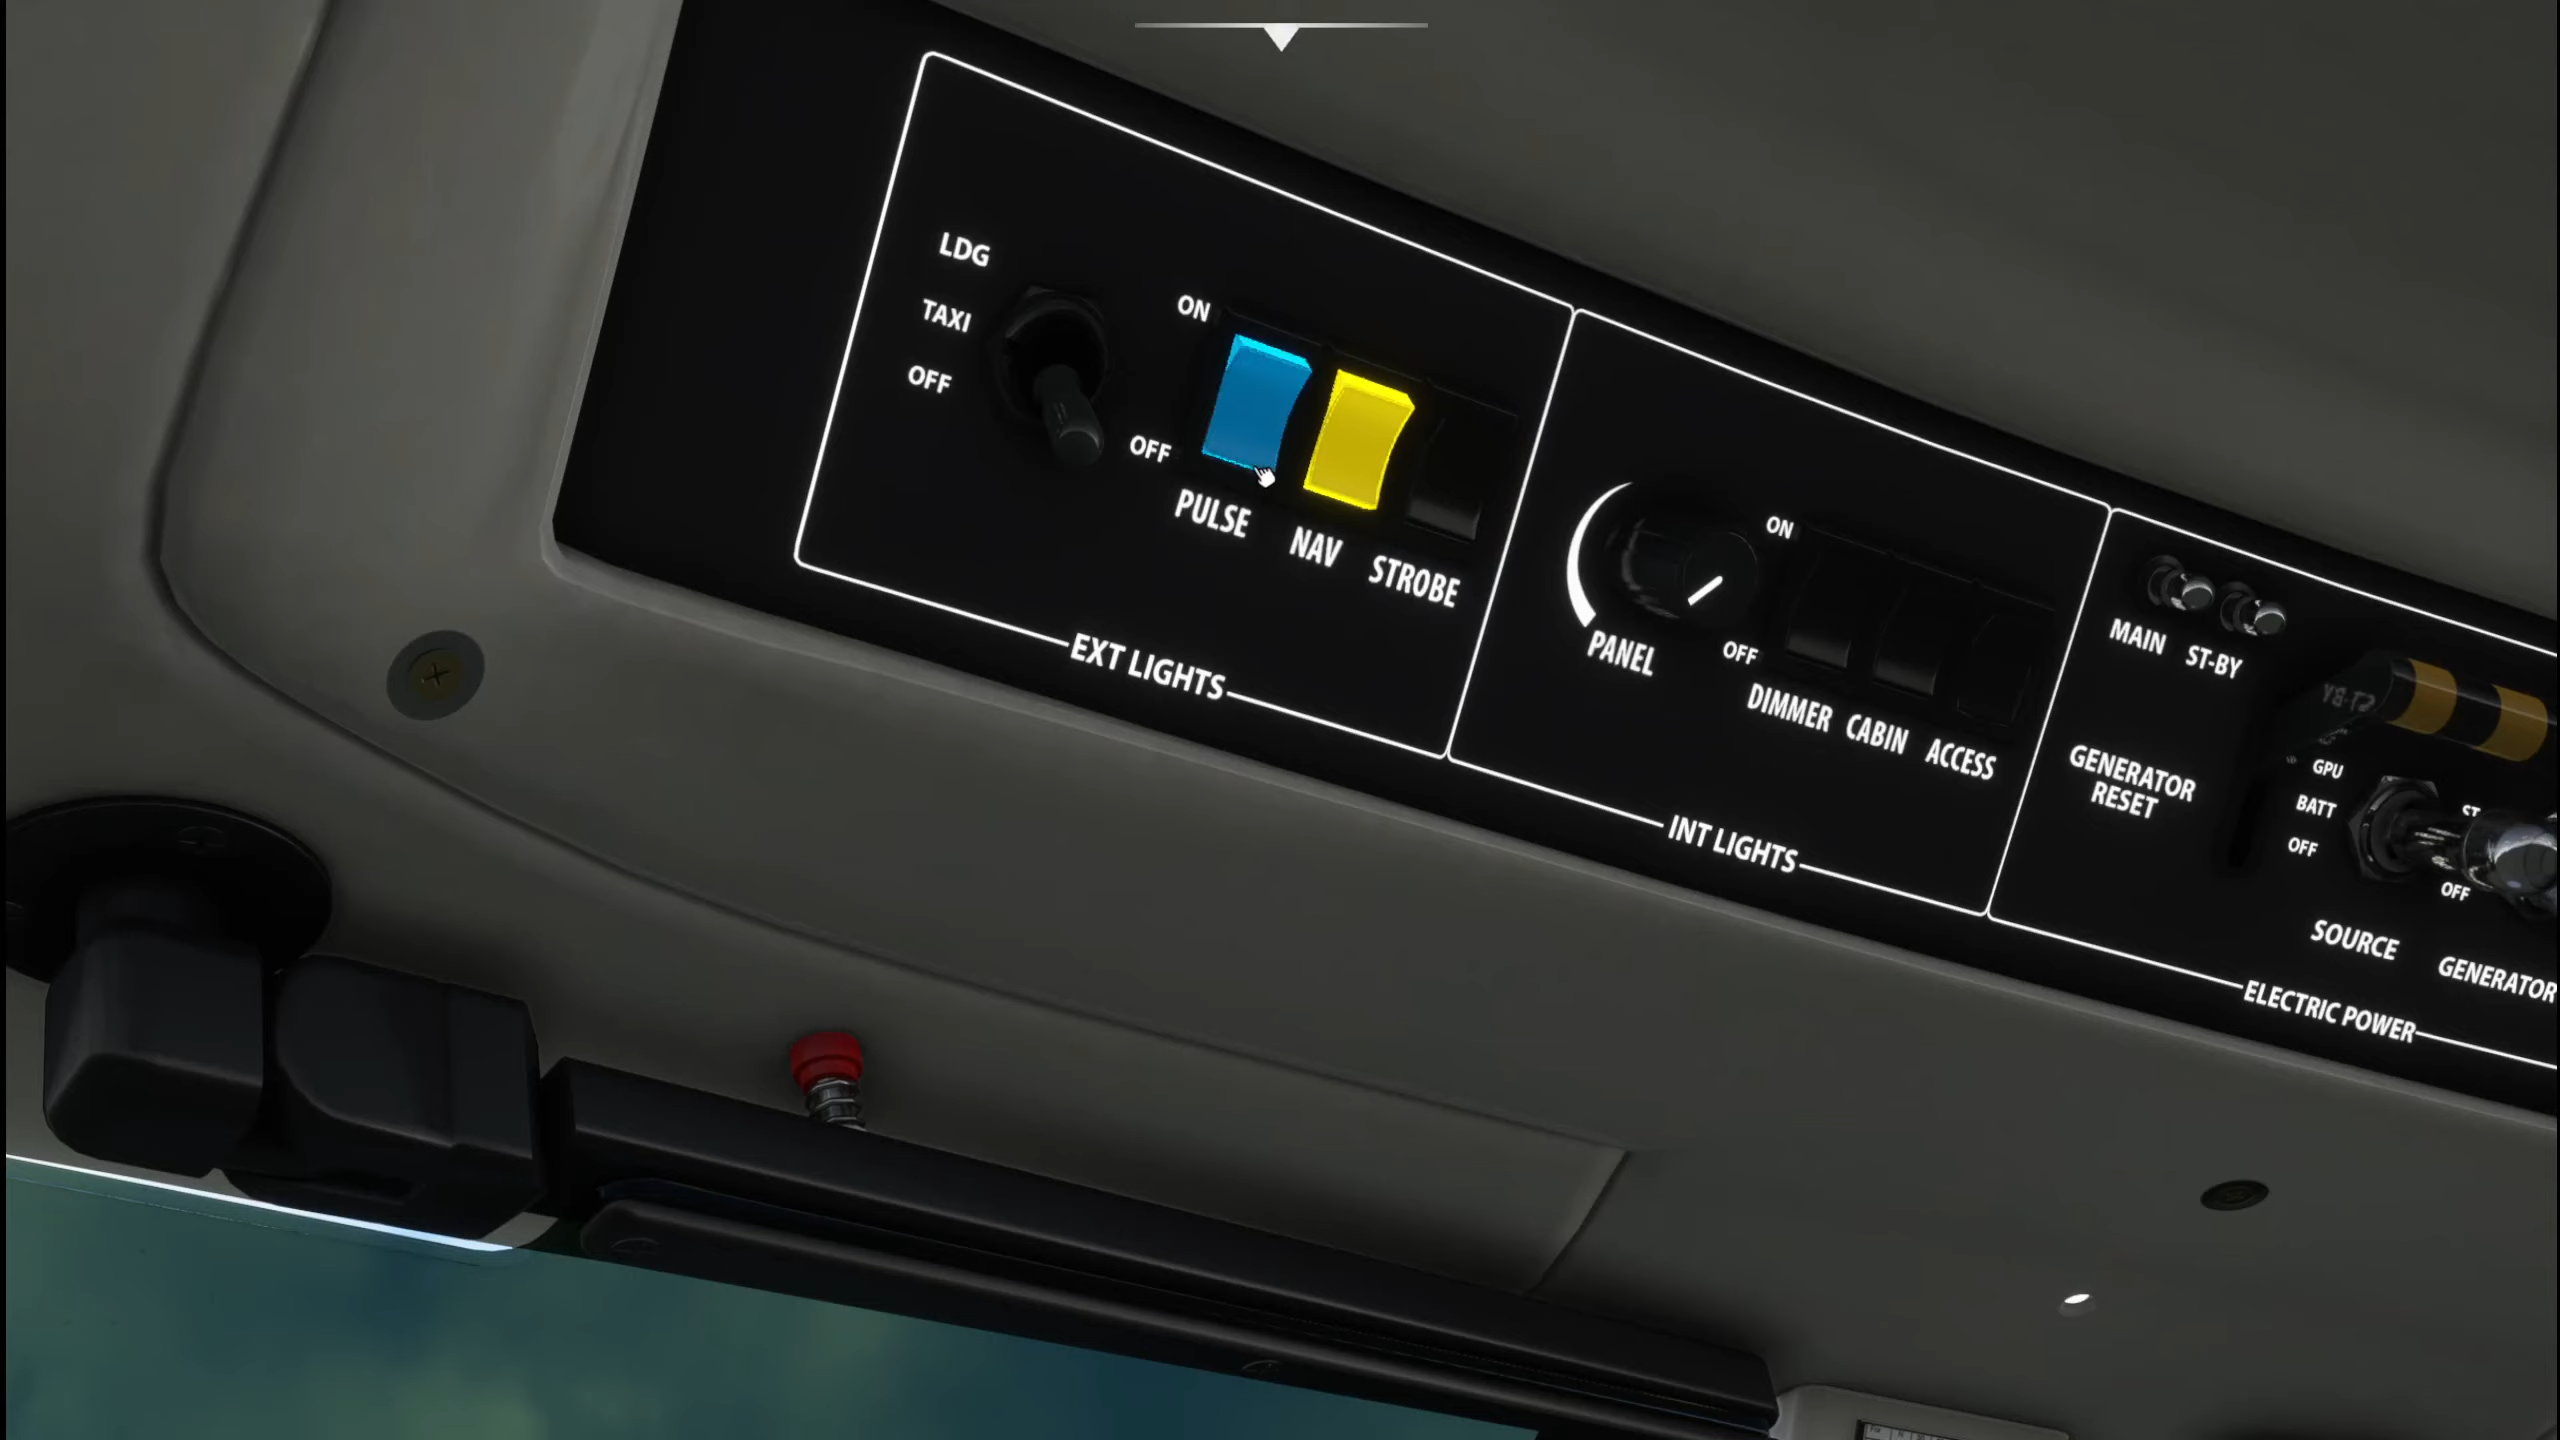 LDG
TAXI
OFF
ON
OFF
PULSE NAV STROBE
EXT LIGHTS
PANEL
ON
OFF
DIMMER CABIN ACCESS
INT LIGHTS
MAIN ST-BY
GENERATOR
RESET
GPU
BATT
OFF
OFF
SOURCE GENERATOR
ELECTRIC POWER